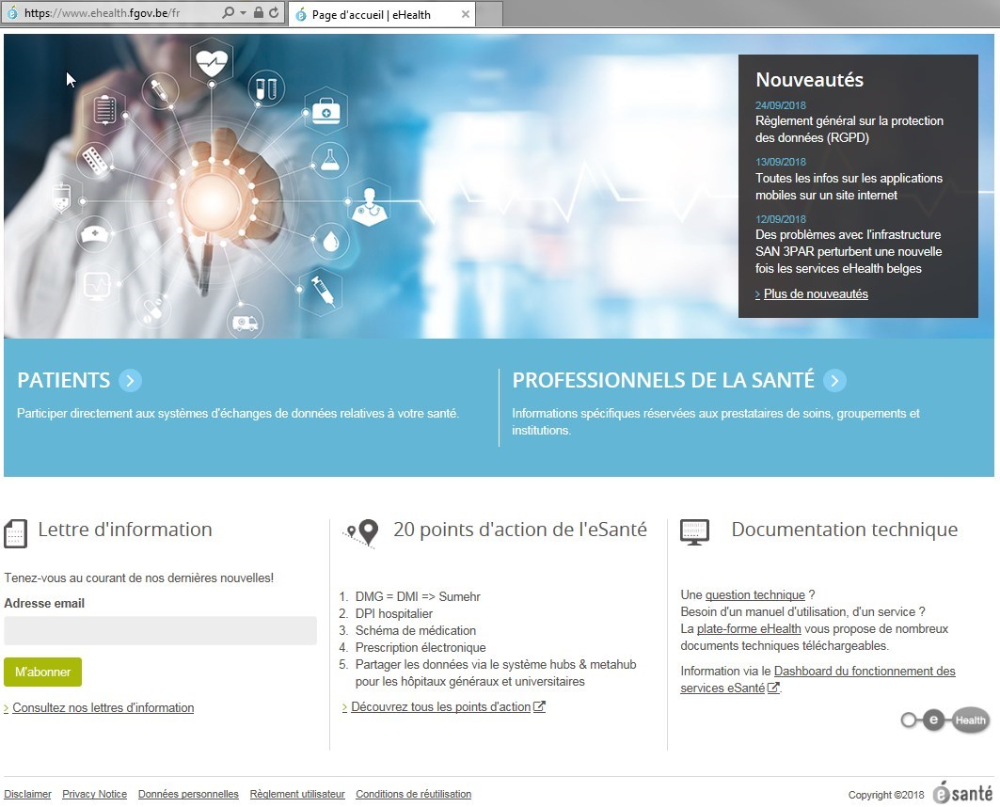 https://www.ehealth.fgov.be/fr
Page d'accueil | eHealth
Nouveautés
24/09/2018
Règlement général sur la protection
des données (RGPD)
13/09/2018
Toutes les infos sur les applications
mobiles sur un site internet
12/09/2018
Des problèmes avec l'infrastructure
SAN 3PAR perturbent une nouvelle
fois les services eHealth belges
Plus de nouveautés
PATIENTS
Participer directement aux systèmes d'échanges de données relatives à votre santé.
PROFESSIONNELS DE LA SANTÉ
Informations spécifiques réservées aux prestataires de soins, groupements et
institutions.
Lettre d'information
Tenez-vous au courant de nos dernières nouvelles!
Adresse email
M'abonner
Consultez nos lettres d'information
20 points d'action de l'eSanté
1. DMG = DMI => Sumehr
2. DPI hospitalier
3. Schéma de médication
4. Prescription électronique
5. Partager les données via le système hubs & metahub
pour les hôpitaux généraux et universitaires
Découvrez tous les points d'action
Documentation technique
Une question technique ?
Besoin d'un manuel d'utilisation, d'un service ?
La plate-forme eHealth vous propose de nombreux
documents techniques téléchargeables.
Information via le Dashboard du fonctionnement des
services eSanté.
e Health
Disclaimer Privacy Notice Données personnelles Règlement utilisateur Conditions de réutilisation
Copyright ©2018 ésanté